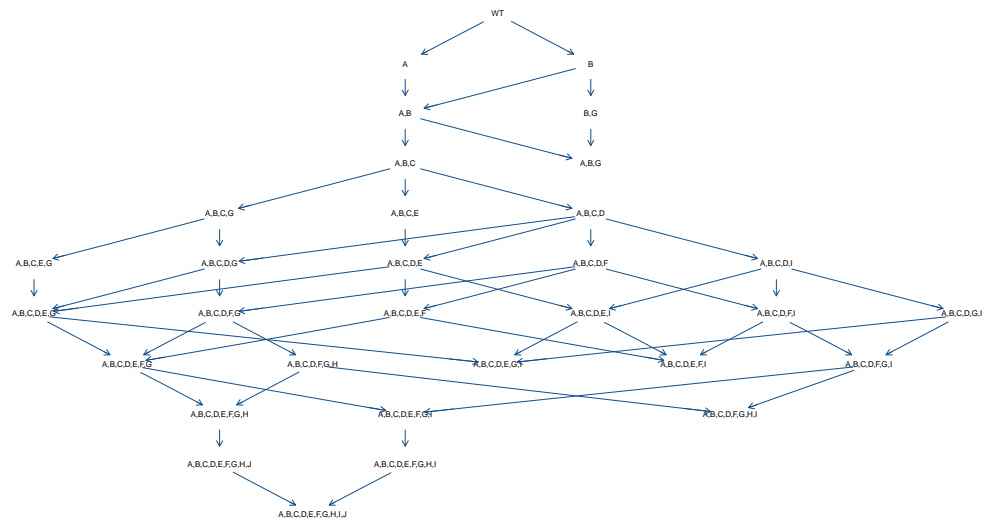 WT
A
B
A,B
B,G
A,B,C
A,B,G
A,B,C,G
A,B,C,E
A,B,C,D
A,B,C,E,G
A,B,C,D,G
A,B,C,D,E
A,B,C,D,F
A,B,C,D,I
A,B,C,D,E,G
A,B,C,D,F,G
A,B,C,D,E,F
A,B,C,D,E,I
A,B,C,D,F,I
A,B,C,D,G,I
A,B,C,D,E,F,G
A,B,C,D,F,G,H
A,B,C,D,E,G,I
A,B,C,D,E,F,I
A,B,C,D,F,G,I
A,B,C,D,E,F,G,H
A,B,C,D,E,F,G,I
A,B,C,D,F,G,H,I
A,B,C,D,E,F,G,H,J
A,B,C,D,E,F,G,H,I
A,B,C,D,E,F,G,H,I,J